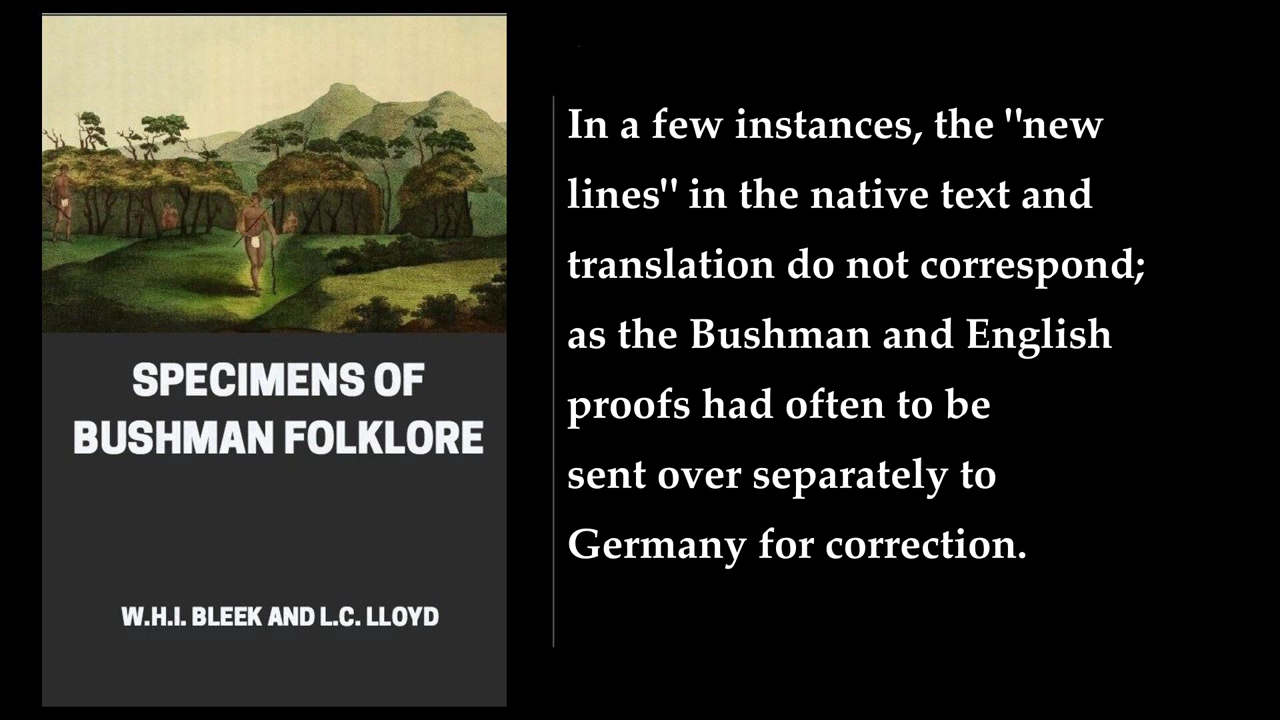 SPECIMENS OF
BUSHMAN FOLKLORE
W.H.I. BLEEK AND L.C. LLOYD
In a few instances, the "new
lines" in the native text and
translation do not correspond;
as the Bushman and English
proofs had often to be
sent over separately to
Germany for correction.